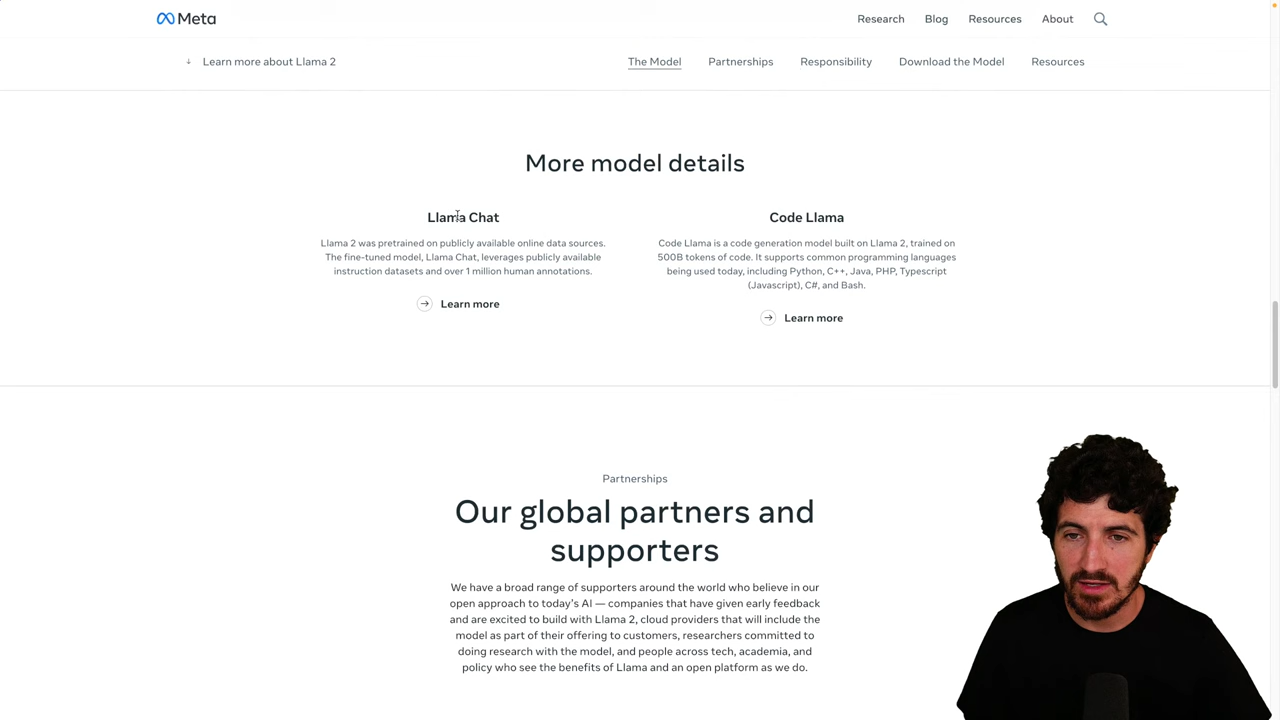 Meta
Research
Blog
Resources
About
Learn more about Llama 2
The Model
Partnerships
Responsibility
Download the Model
Resources
More model details
Llama Chat
Llama 2 was pretrained on publicly available online data sources.
The fine-tuned model, Llama Chat, leverages publicly available
instruction datasets and over 1 million human annotations.
Learn more
Code Llama
Code Llama is a code generation model built on Llama 2, trained on
500B tokens of code. It supports common programming languages
being used today, including Python, C++, Java, PHP, Typescript
(Javascript), C#, and Bash.
Learn more
Partnerships
Our global partners and
supporters
We have a broad range of supporters around the world who believe in our
open approach to today’s AI — companies that have given early feedback
and are excited to build with Llama 2, cloud providers that will include the
model as part of their offering to customers, researchers committed to
doing research with the model, and people across tech, academia, and
policy who see the benefits of Llama and an open platform as we do.